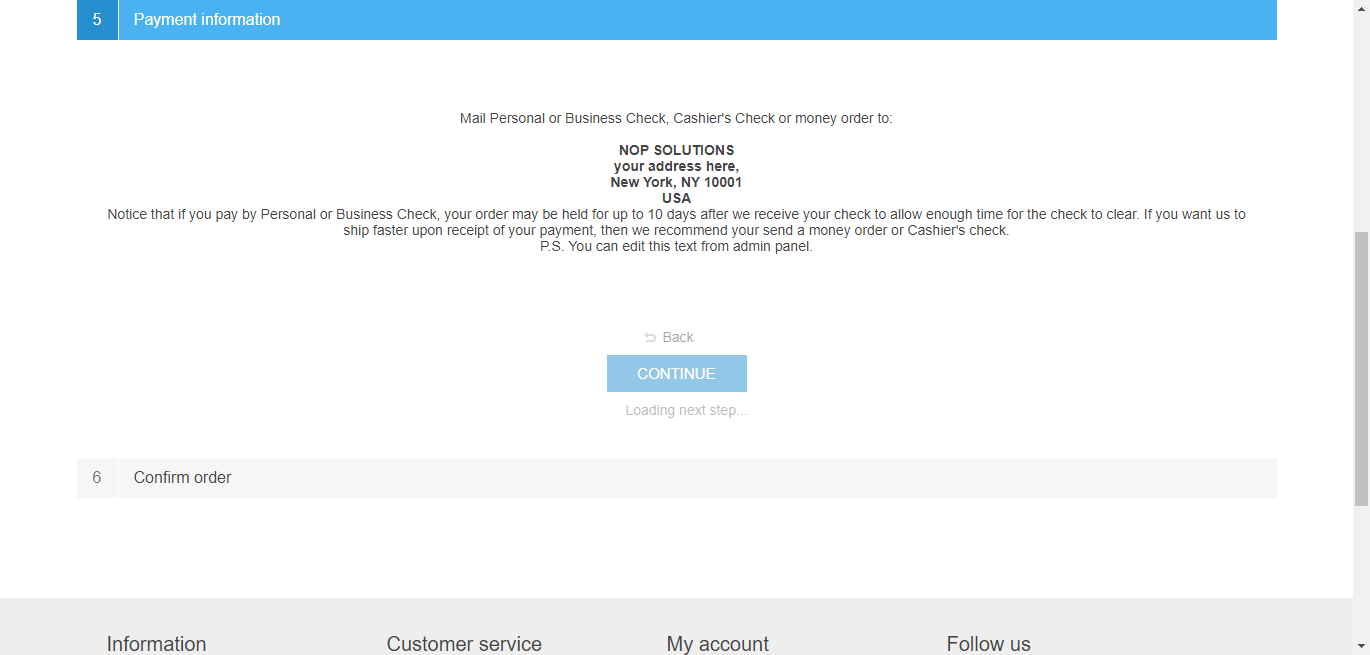 5 Payment information
Mail Personal or Business Check, Cashier's Check or money order to:
NOP SOLUTIONS
your address here,
New York, NY 10001
USA
Notice that if you pay by Personal or Business Check, your order may be held for up to 10 days after we receive your check to allow enough time for the check to clear. If you want us to
ship faster upon receipt of your payment, then we recommend your send a money order or Cashier's check.
P.S. You can edit this text from admin panel.
Back
CONTINUE
Loading next step...
6 Confirm order
Information Customer service My account Follow us